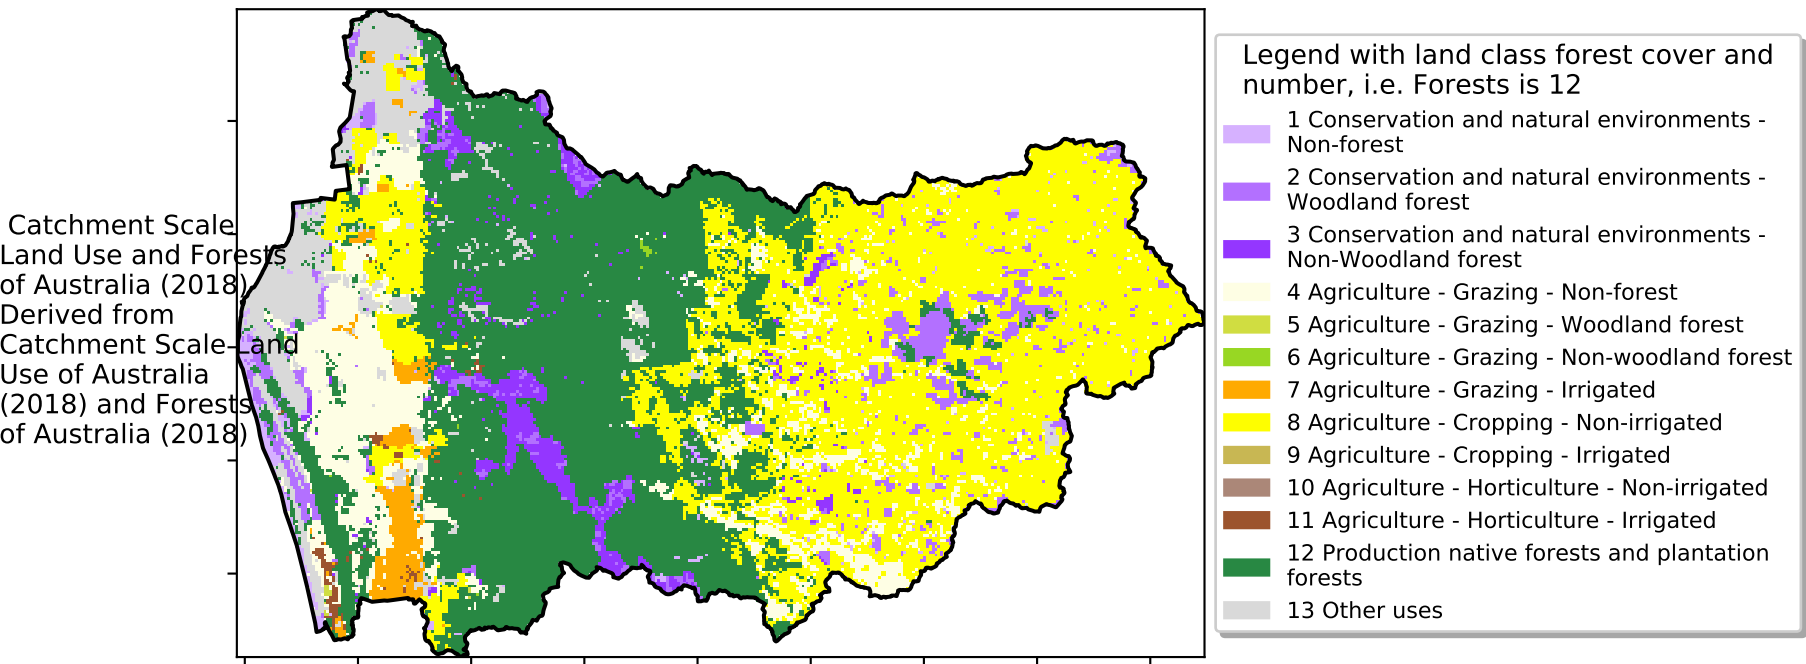 Catchment Scale
Land Use and Forests
of Australia (2018)
Derived from
Catchment Scale Land
Use of Australia
(2018) and Forests
of Australia (2018)
Legend with land class forest cover and
number, i.e. Forests is 12
1 Conservation and natural environments -
Non-forest
2 Conservation and natural environments -
Woodland forest
3 Conservation and natural environments -
Non-Woodland forest
4 Agriculture - Grazing - Non-forest
5 Agriculture - Grazing - Woodland forest
6 Agriculture - Grazing - Non-woodland forest
7 Agriculture - Grazing - Irrigated
8 Agriculture - Cropping - Non-irrigated
9 Agriculture - Cropping - Irrigated
10 Agriculture - Horticulture - Non-irrigated
11 Agriculture - Horticulture - Irrigated
12 Production native forests and plantation
forests
13 Other uses